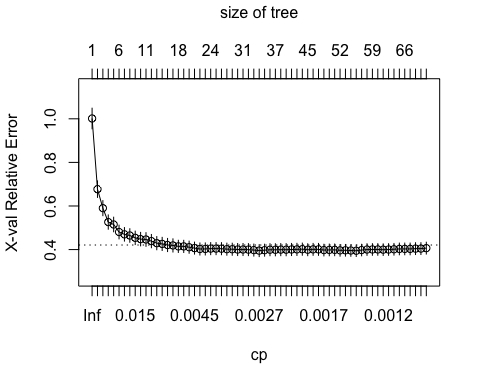 size of tree
1 6 11 18 24 31 37 45 52 59 66
X-val Relative Error
1.0
0.8
0.6
0.4
Inf 0.015 0.0045 0.0027 0.0017 0.0012
cp